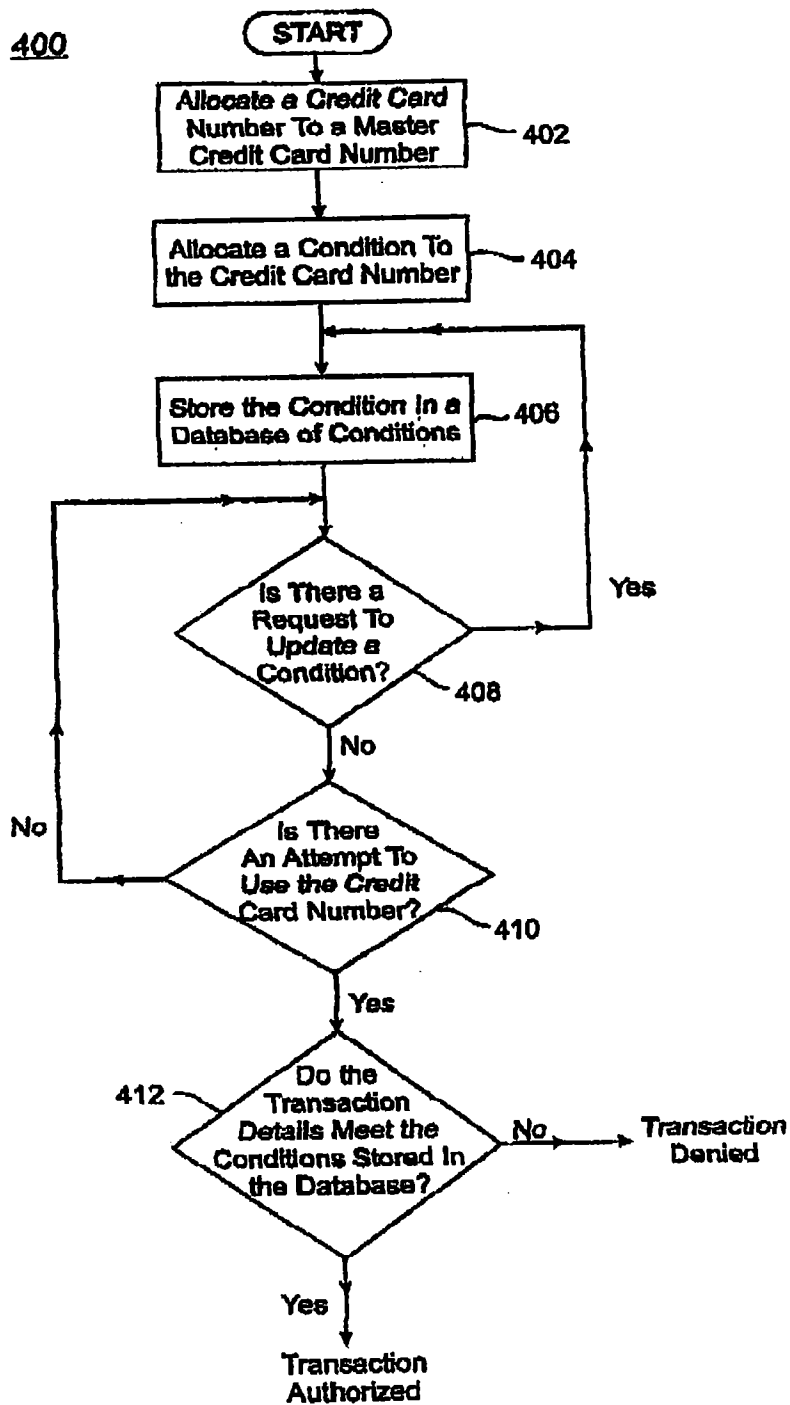 400
START
Allocate a Credit Card
Number To a Master
Credit Card Number
402
Allocate a Condition To
the Credit Card Number
404
Store the Condition in a
Database of Conditions
406
Is There a
Request To
Update a
Condition?
408
Yes
No
Is There
An Attempt To
Use the Credit
Card Number?
410
No
Yes
412
Do the
Transaction
Details Meet the
Conditions Stored In
the Database?
No
Transaction
Denied
Yes
Transaction
Authorized